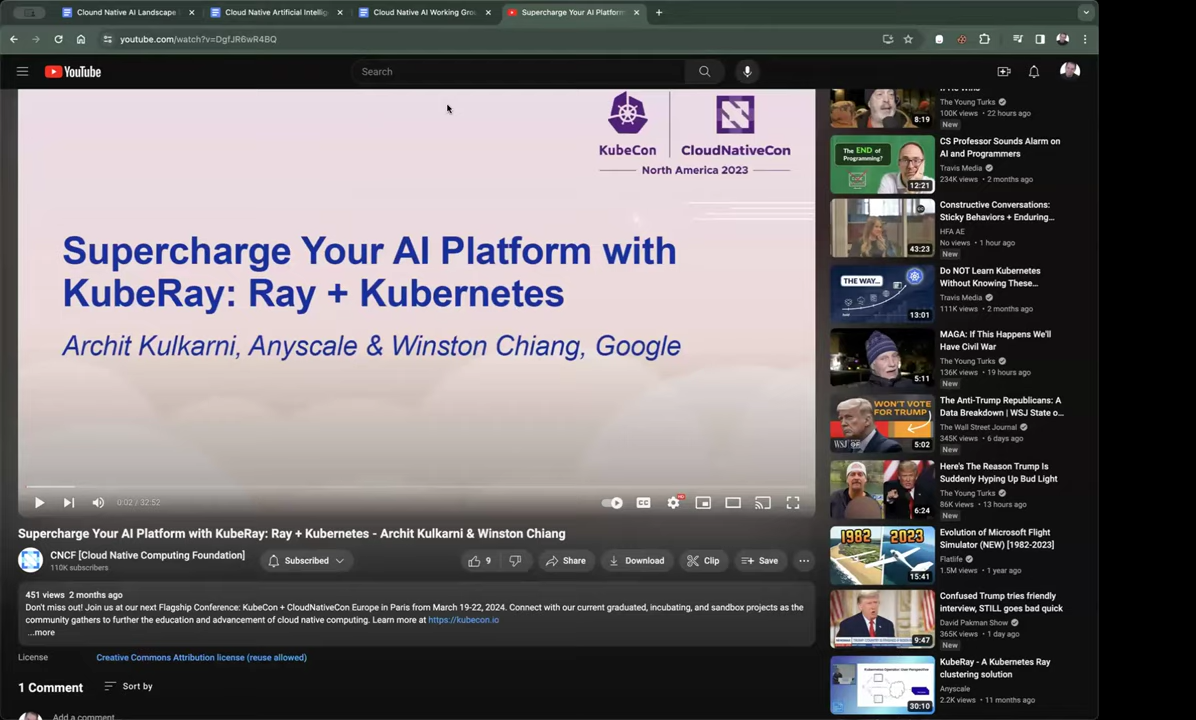 Clound Native AI Landscape
Cloud Native Artificial Intellig
Cloud Native AI Working Gro
Supercharge Your AI Platform
youtube.com/watch?v=DgfJR6wR4BQ
YouTube
Search
KubeCon
CloudNativeCon
North America 2023
Supercharge Your AI Platform with
KubeRay: Ray + Kubernetes
Archit Kulkarni, Anyscale & Winston Chiang, Google
0:02 / 32:52
CC
HD
Supercharge Your AI Platform with KubeRay: Ray + Kubernetes - Archit Kulkarni & Winston Chiang
CNCF [Cloud Native Computing Foundation]
110K subscribers
Subscribed
9
Share
Download
Clip
Save
...
451 views 2 months ago
Don't miss out! Join us at our next Flagship Conference: KubeCon + CloudNativeCon Europe in Paris from March 19-22, 2024. Connect with our current graduated, incubating, and sandbox projects as the
community gathers to further the education and advancement of cloud native computing. Learn more at https://kubecon.io
...more
License
Creative Commons Attribution license (reuse allowed)
1 Comment
Sort by
Add a comment...
The Young Turks
100K views • 22 hours ago
New
8:19
The END of
Programming?
12:21
CS Professor Sounds Alarm on
AI and Programmers
Travis Media
234K views • 2 months ago
43:23
Constructive Conversations:
Sticky Behaviors + Enduring...
HFA AE
No views • 1 hour ago
New
THE WAY...
13:01
Do NOT Learn Kubernetes
Without Knowing These...
Travis Media
111K views • 2 months ago
5:11
MAGA: If This Happens We'll
Have Civil War
The Young Turks
136K views • 19 hours ago
New
WON'T VOTE
FOR TRUMP
WSJ
5:02
The Anti-Trump Republicans: A
Data Breakdown | WSJ State o...
The Wall Street Journal
345K views • 6 days ago
New
6:24
Here's The Reason Trump Is
Suddenly Hyping Up Bud Light
The Young Turks
86K views • 13 hours ago
New
1982 2023
15:41
Evolution of Microsoft Flight
Simulator (NEW) [1982-2023]
Flatlife
1.5M views • 1 year ago
9:47
Confused Trump tries friendly
interview, STILL goes bad quick
David Pakman Show
365K views • 1 day ago
New
30:10
KubeRay - A Kubernetes Ray
clustering solution
Anyscale
2.2K views • 11 months ago